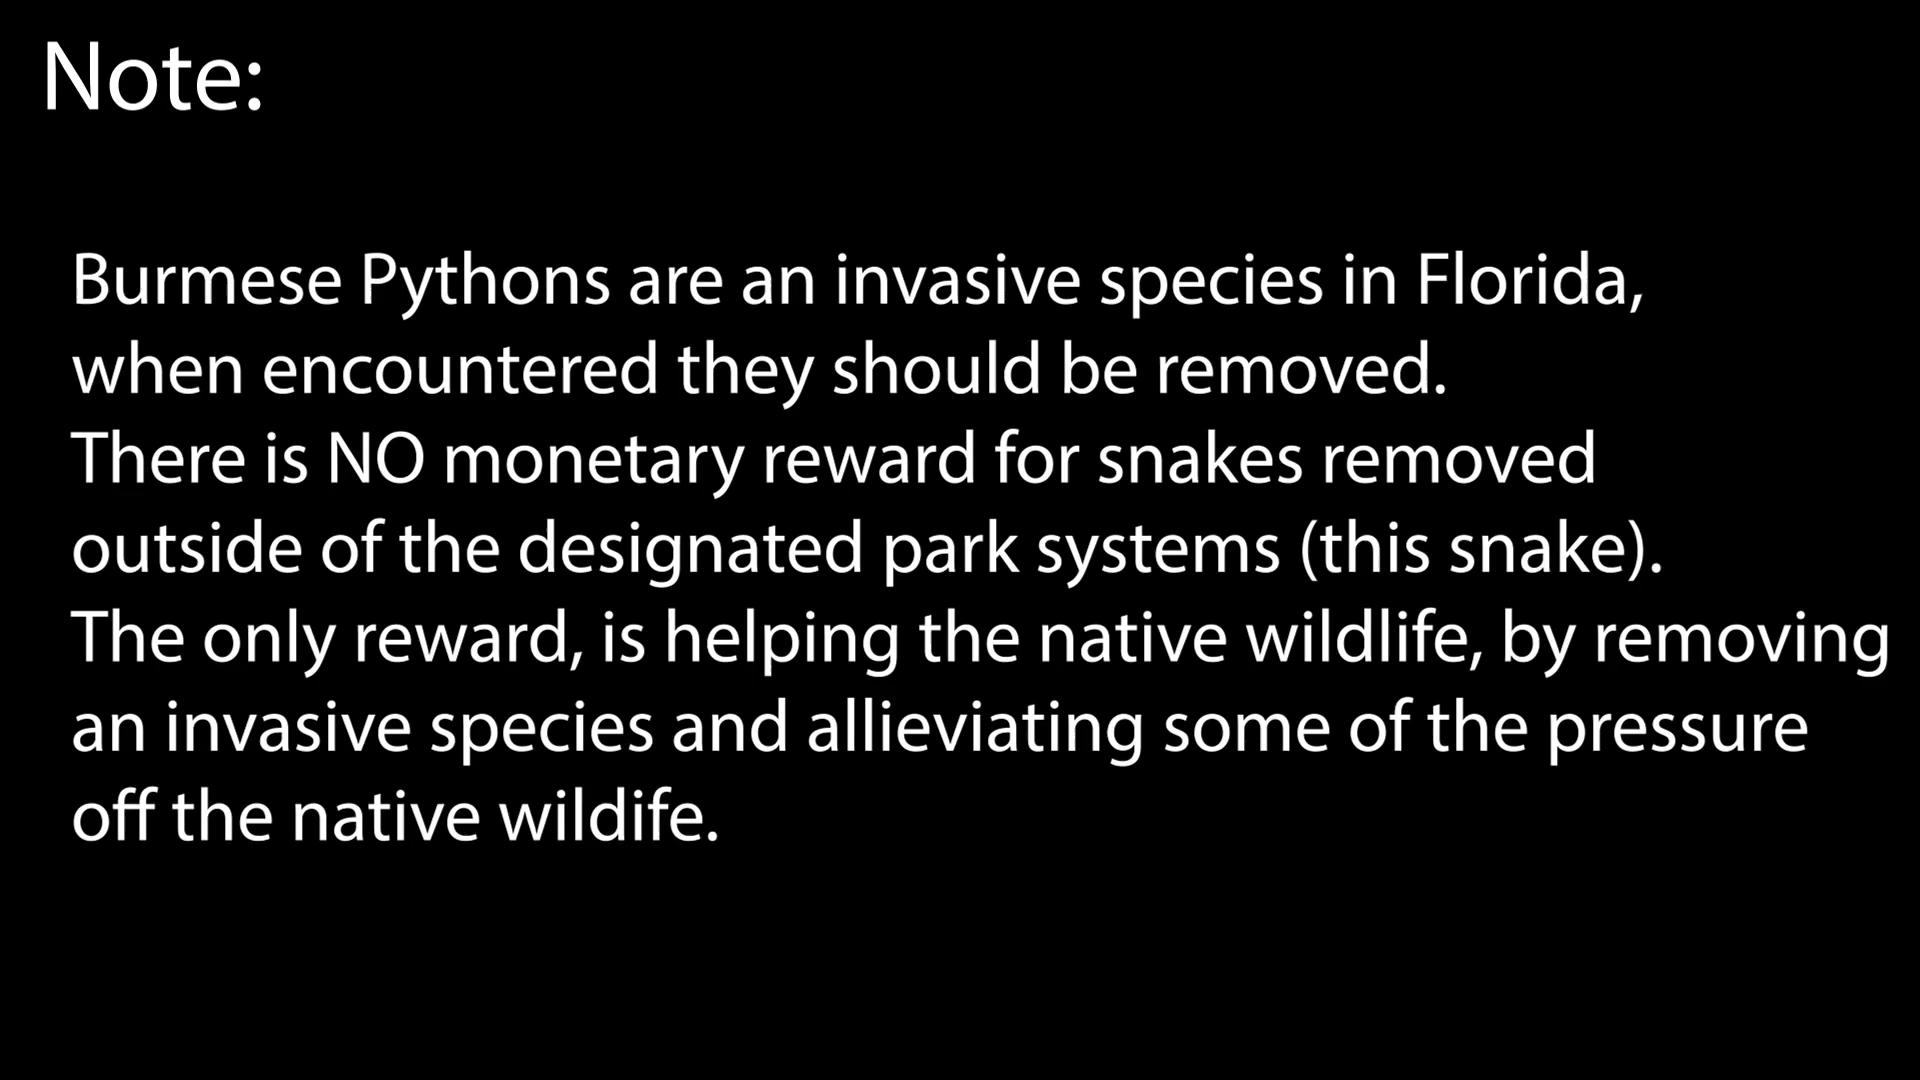 Note:
Burmese Pythons are an invasive species in Florida,
when encountered they should be removed.
There is NO monetary reward for snakes removed
outside of the designated park systems (this snake).
The only reward, is helping the native wildlife, by removing
an invasive species and allieviating some of the pressure
off the native wildife.